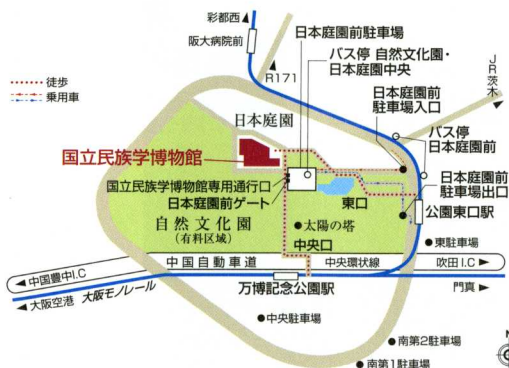 彩都西
阪大病院前
日本庭園前駐車場
バス停 自然文化園・
日本庭園中央
R171
JR茨木
徒歩
乗用車
日本庭園前
駐車場入口
日本庭園
バス停
日本庭園前
国立民族学博物館
国立民族学博物館専用通行口
日本庭園前ゲート
東口
日本庭園前
駐車場出口
自然文化園
(有料区域)
太陽の塔
公園東口駅
中央口
東駐車場
中国自動車道
中央環状線
吹田I.C
中国豊中I.C
大阪空港
大阪モノレール
万博記念公園駅
門真
中央駐車場
南第2駐車場
南第1駐車場
N